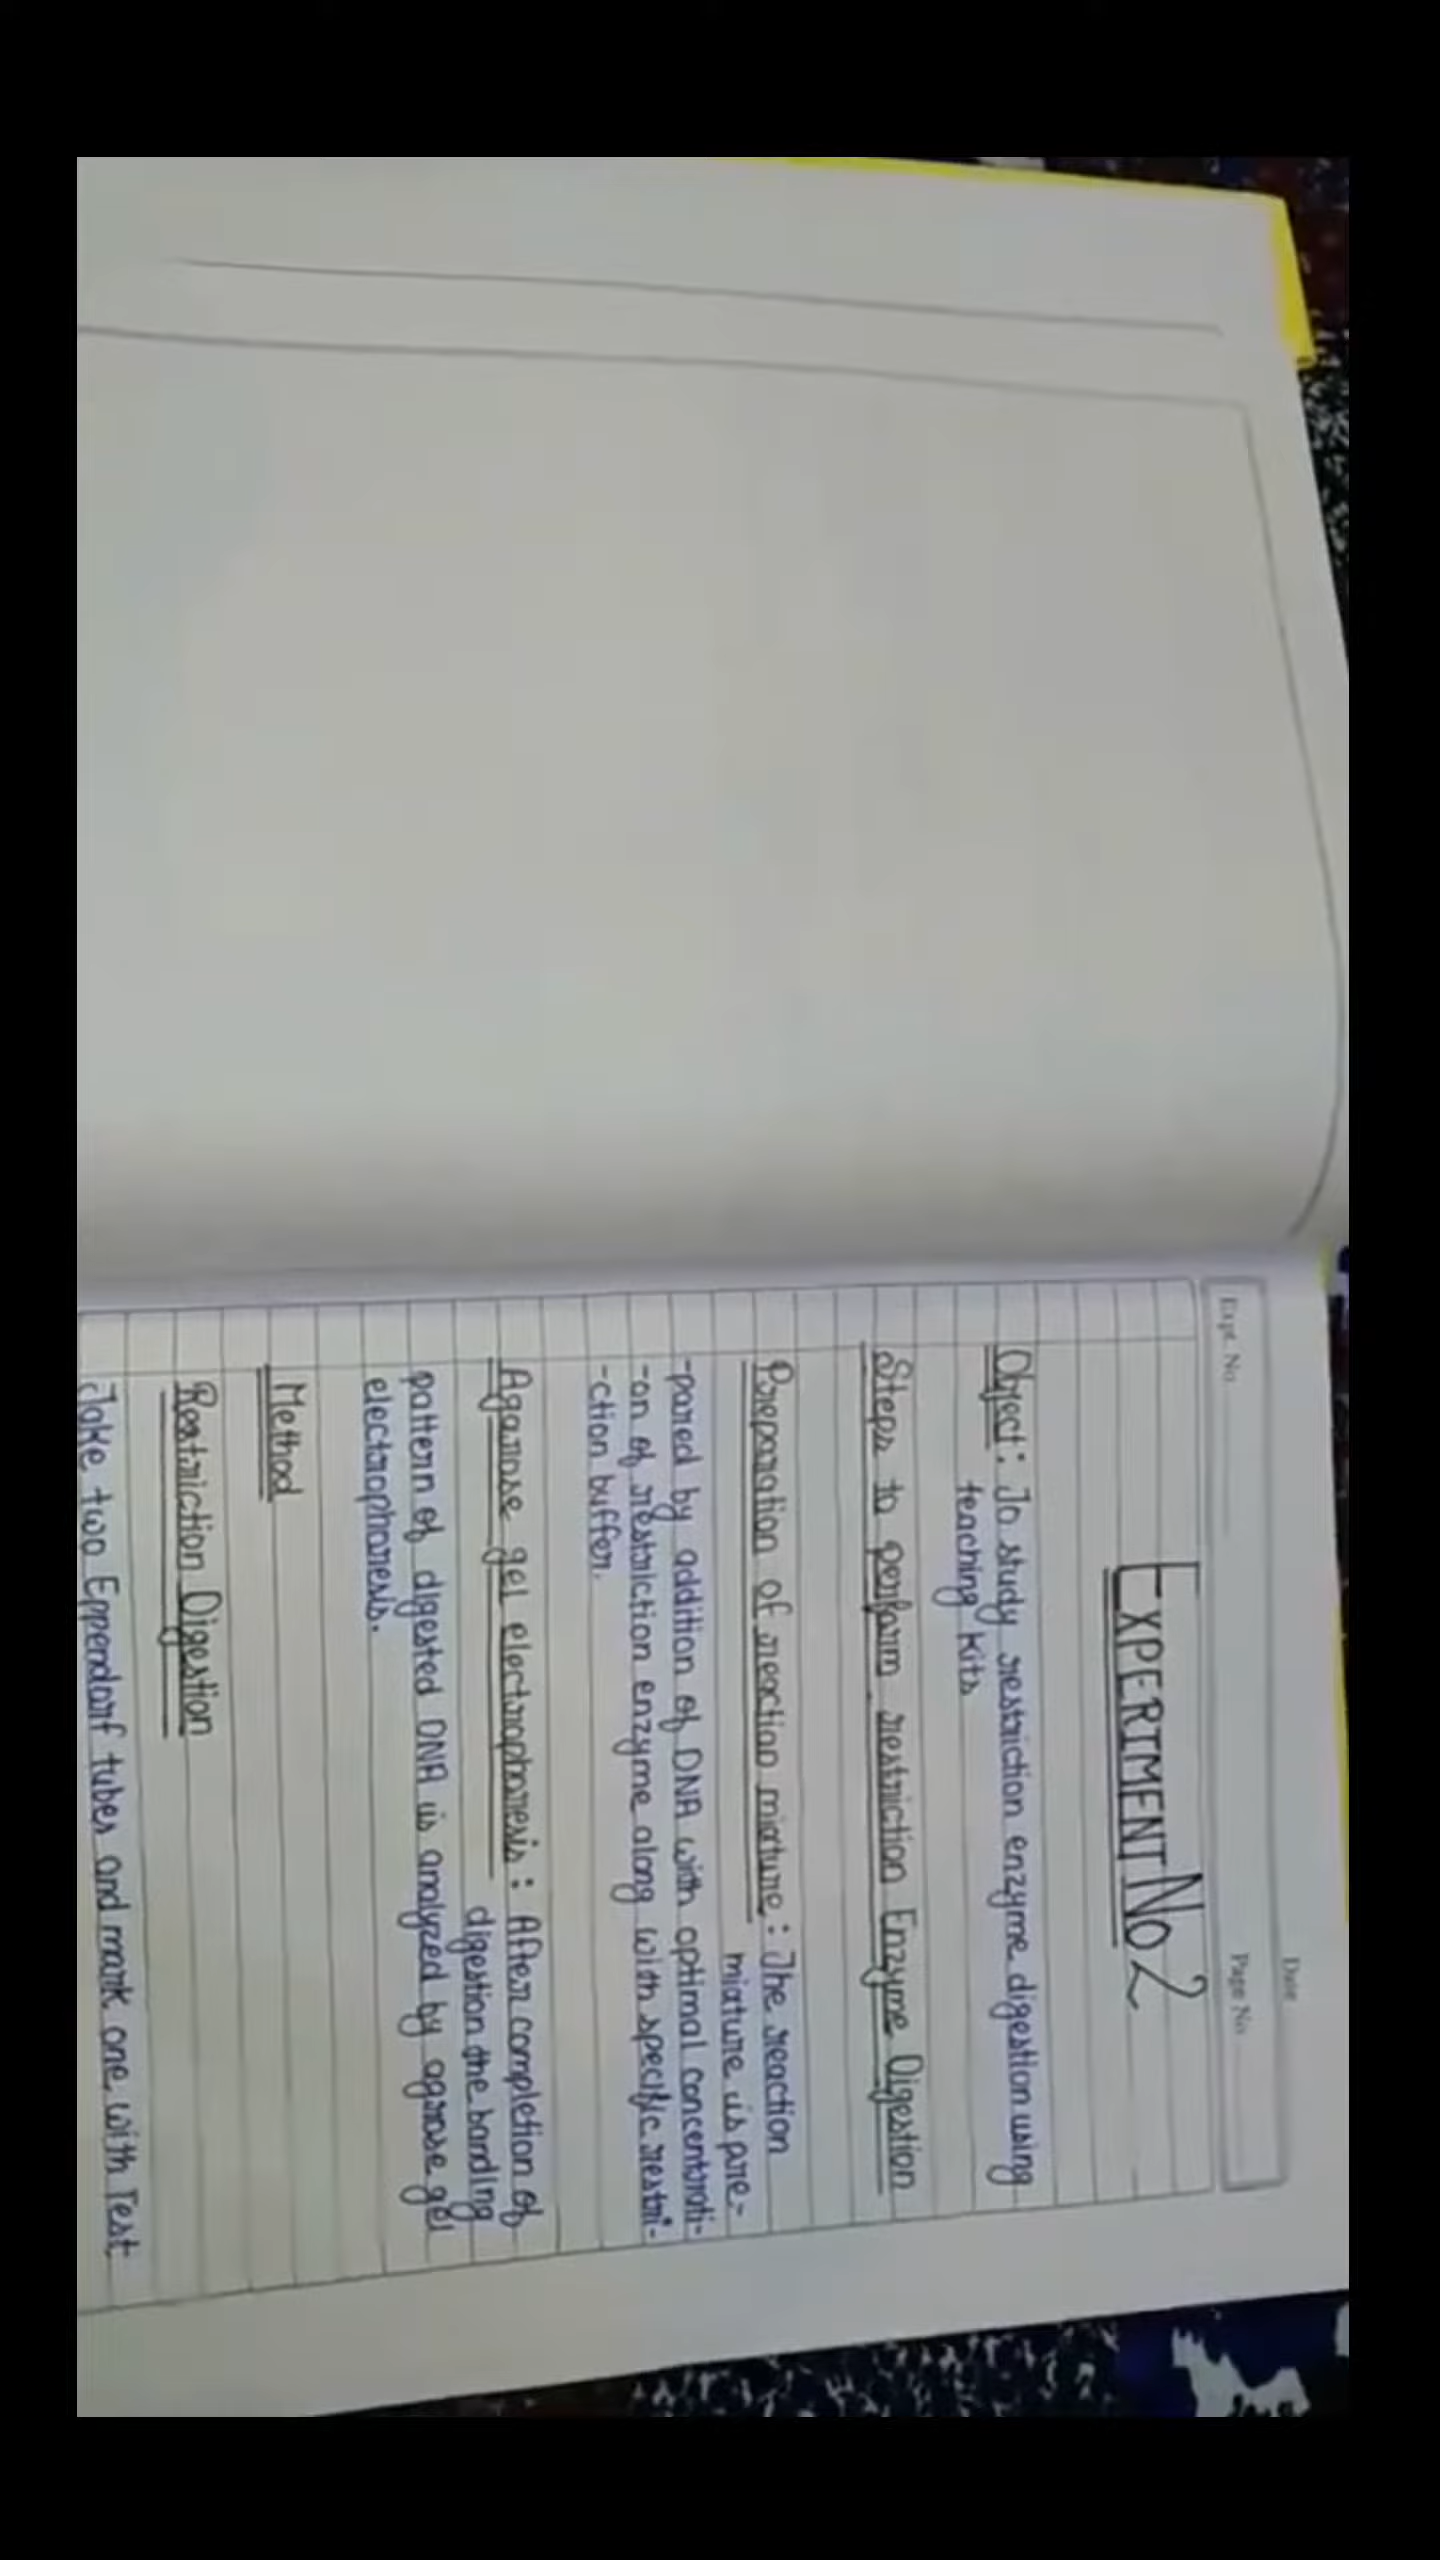 Date
Expt. No.
Page No
EXPERIMENT No 2
Object: To study restriction enzyme digestion using
teaching kits
Steps to perform restriction Enzyme Digestion
Preparation of reaction mixture: The reaction
mixture is pre-
-pared by addition of DNA with optimal concentrati-
-on of restriction enzyme along with specific restri-
-ction buffer.
Agarose gel electrophoresis: After completion of
digestion the banding
pattern of digested DNA is analyzed by agrose gel
electrophoresis.
Method
Restriction Digestion
Take two Eppendorf tubes and mark one with Test